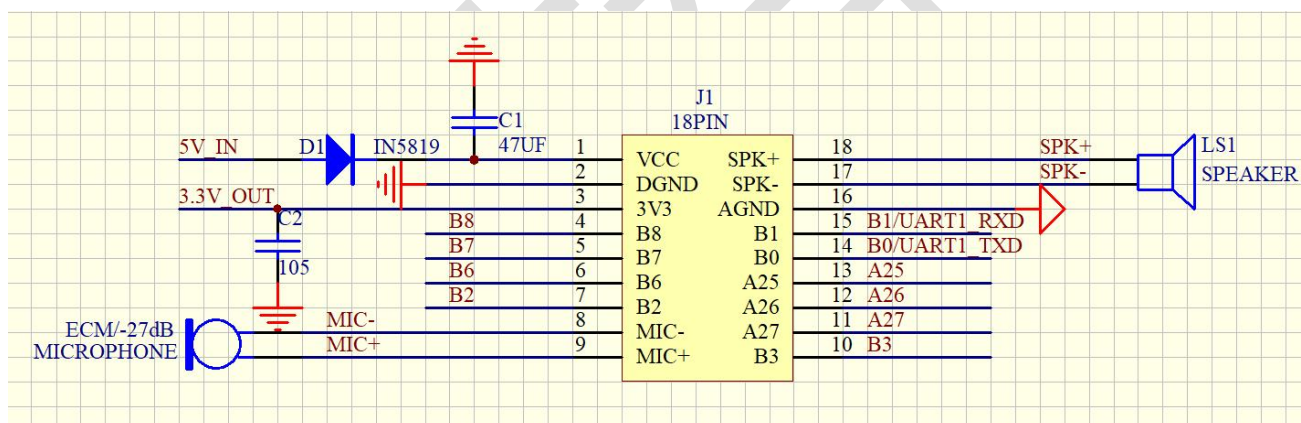 J1
18PIN
C1
47UF
5V_IN
D1
IN5819
1
VCC
SPK+
18
SPK+
LS1
2
DGND
SPK-
17
SPK-
SPEAKER
3.3V_OUT
3
3V3
AGND
16
C2
B8
4
B8
B1
15
B1/UART1_RXD
B7
5
B7
B0
14
B0/UART1_TXD
105
B6
6
B6
A25
13
A25
B2
7
B2
A26
12
A26
ECM/-27dB
MICROPHONE
MIC-
8
MIC-
A27
11
A27
MIC+
9
MIC+
B3
10
B3